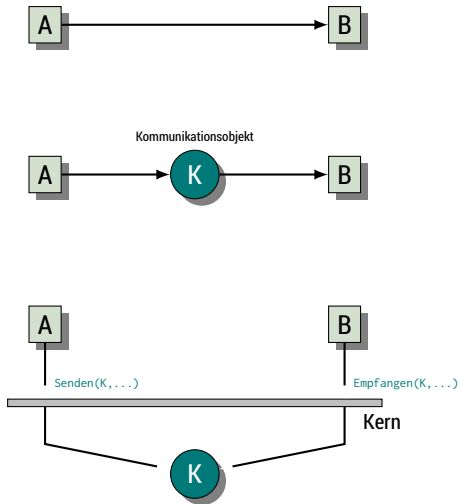 A B
Kommunikationsobjekt
A K B
A B
Senden(K,...) Empfangen(K,...)
Kern
K